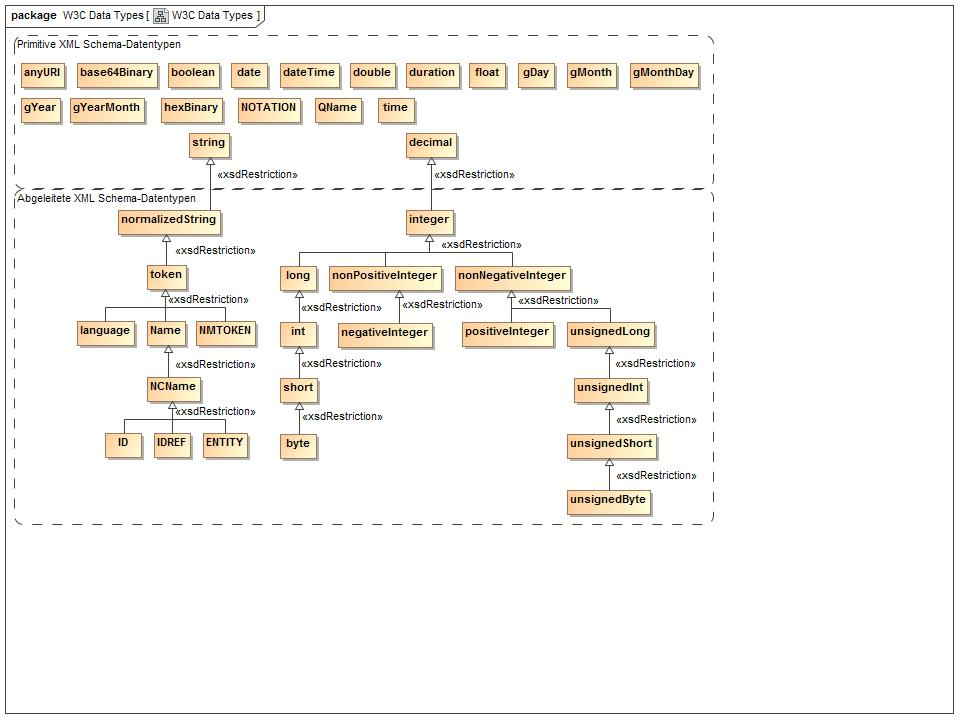 package W3C Data Types [ W3C Data Types ]
Primitive XML Schema-Datentypen
anyURI base64Binary boolean date dateTime double duration float gDay gMonth gMonthDay
gYear gYearMonth hexBinary NOTATION QName time
string decimal
«xsdRestriction» «xsdRestriction»
Abgeleitete XML Schema-Datentypen
normalizedString integer
«xsdRestriction» «xsdRestriction»
token long nonPositiveInteger nonNegativeInteger
«xsdRestriction» «xsdRestriction» «xsdRestriction» «xsdRestriction»
language Name NMTOKEN int negativeInteger positiveInteger unsignedLong
«xsdRestriction» «xsdRestriction» «xsdRestriction»
NCName short unsignedInt
«xsdRestriction» «xsdRestriction» «xsdRestriction»
ID IDREF ENTITY byte unsignedShort
«xsdRestriction»
unsignedByte